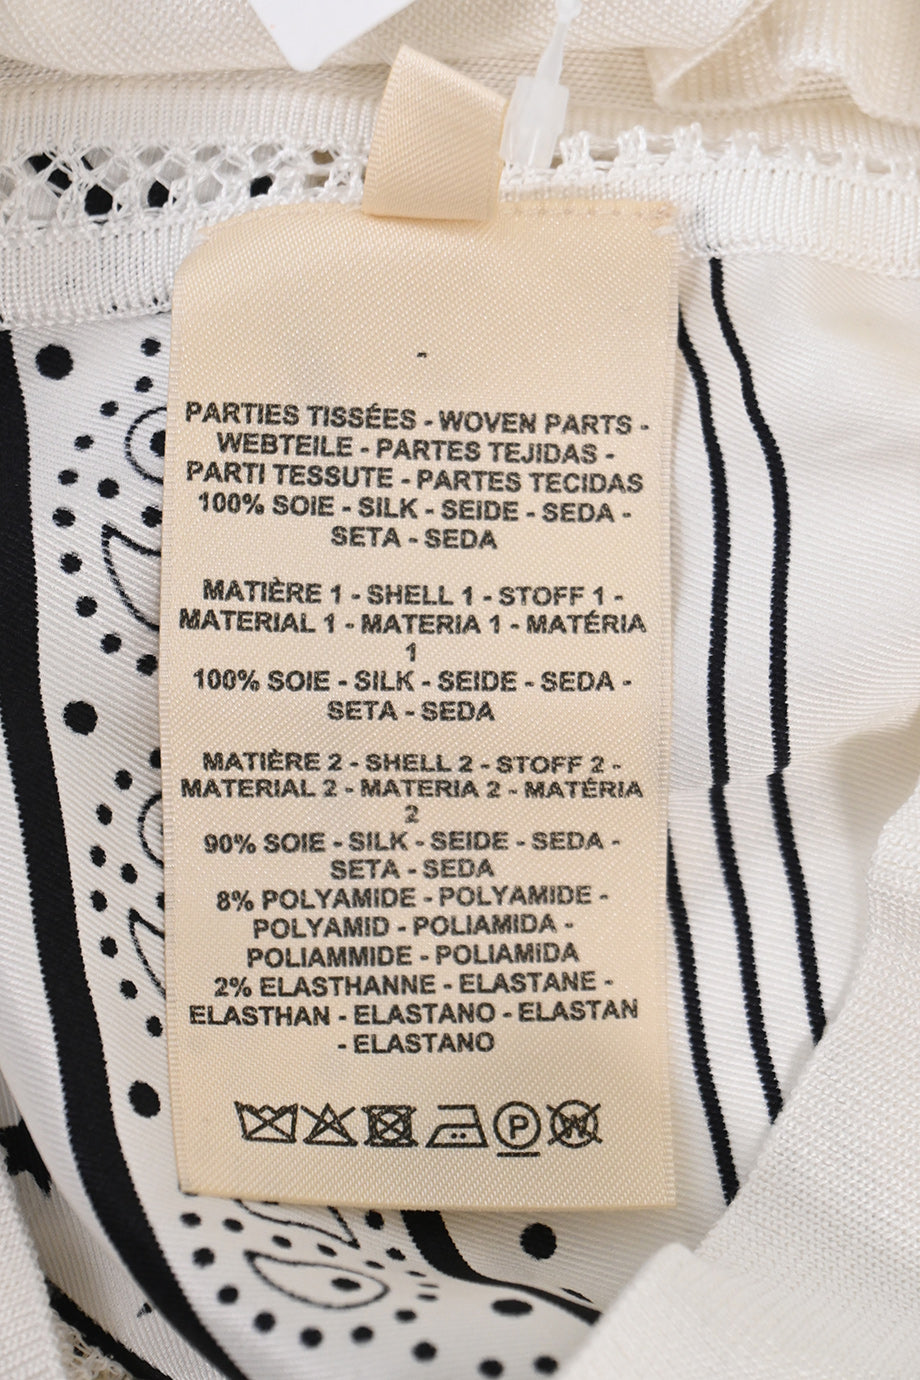 -
PARTIES TISSÉES - WOVEN PARTS -
WEBTEILE - PARTES TEJIDAS -
PARTI TESSUTE - PARTES TECIDAS
100% SOIE - SILK - SEIDE - SEDA -
SETA - SEDA
MATIÈRE 1 - SHELL 1 - STOFF 1 -
MATERIAL 1 - MATERIA 1 - MATÉRIA
1
100% SOIE - SILK - SEIDE - SEDA -
SETA - SEDA
MATIÈRE 2 - SHELL 2 - STOFF 2 -
MATERIAL 2 - MATERIA 2 - MATÉRIA
2
90% SOIE - SILK - SEIDE - SEDA -
SETA - SEDA
8% POLYAMIDE - POLYAMIDE -
POLYAMID - POLIAMIDA -
POLIAMMIDE - POLIAMIDA
2% ELASTHANNE - ELASTANE -
ELASTHAN - ELASTANO - ELASTAN
- ELASTANO
P W